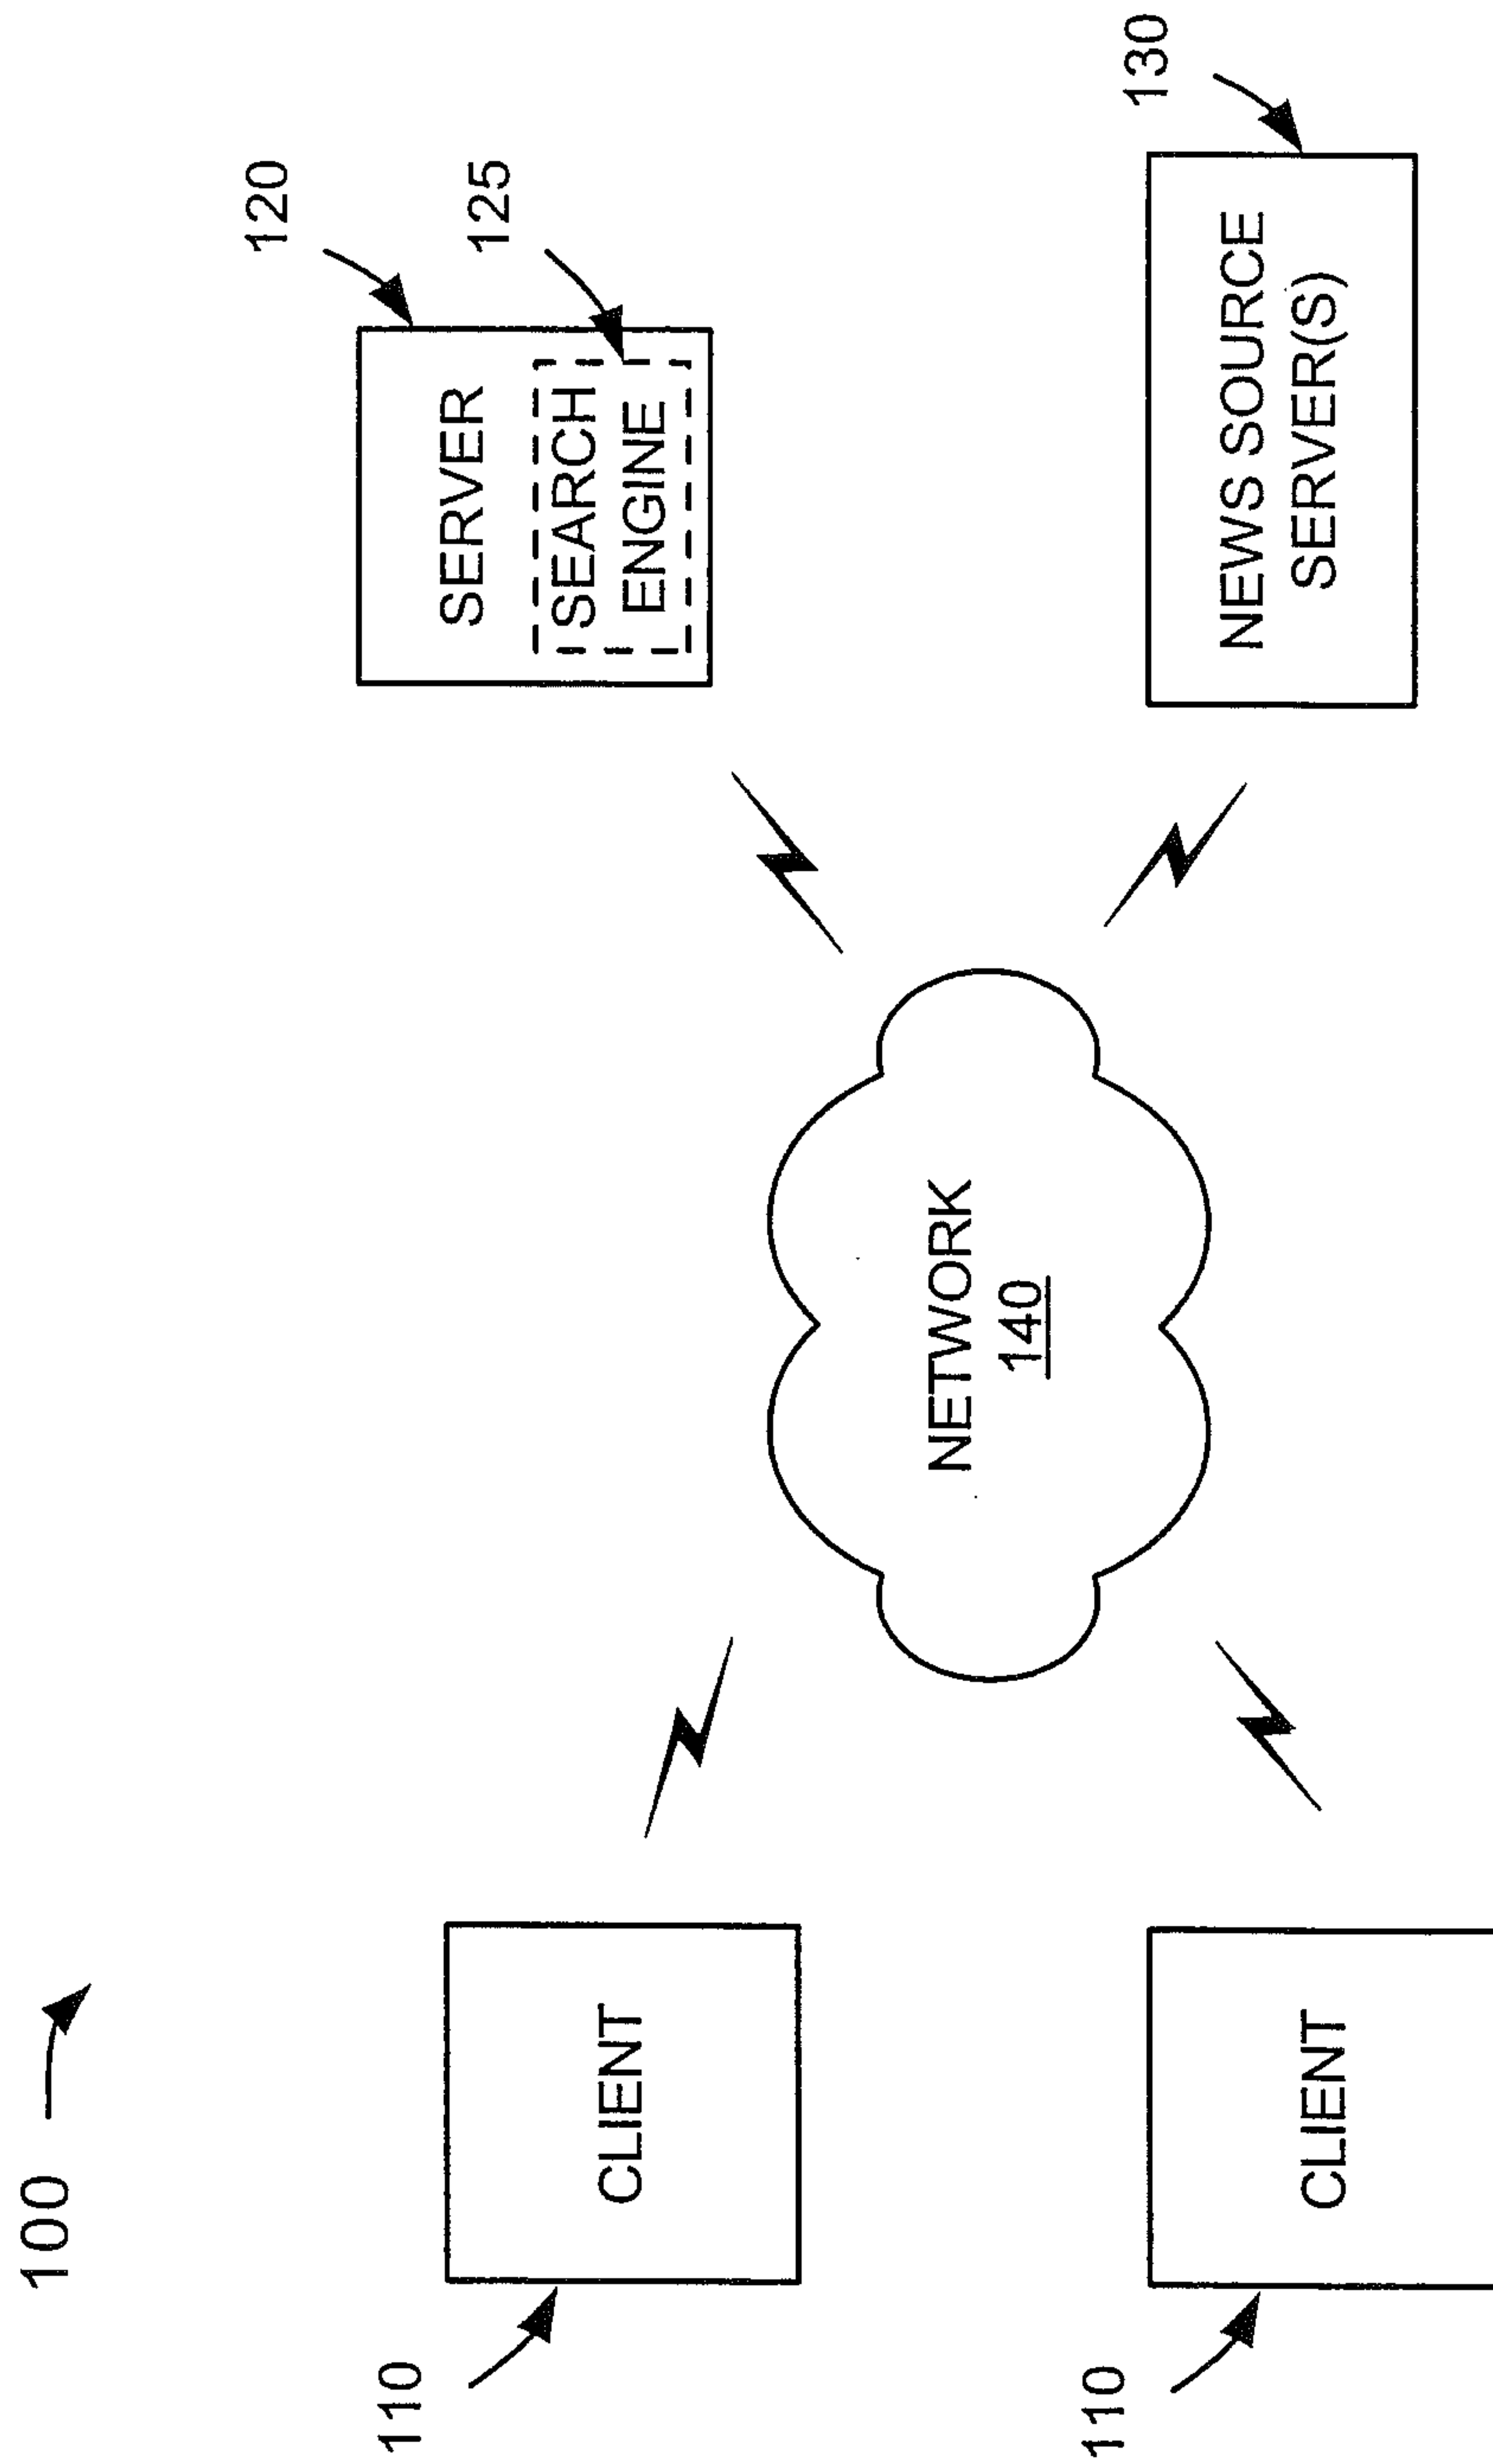 100
110
CLIENT
110
CLIENT
NETWORK
140
120
SERVER
125
SEARCH
ENGINE
130
NEWS SOURCE
SERVER(S)